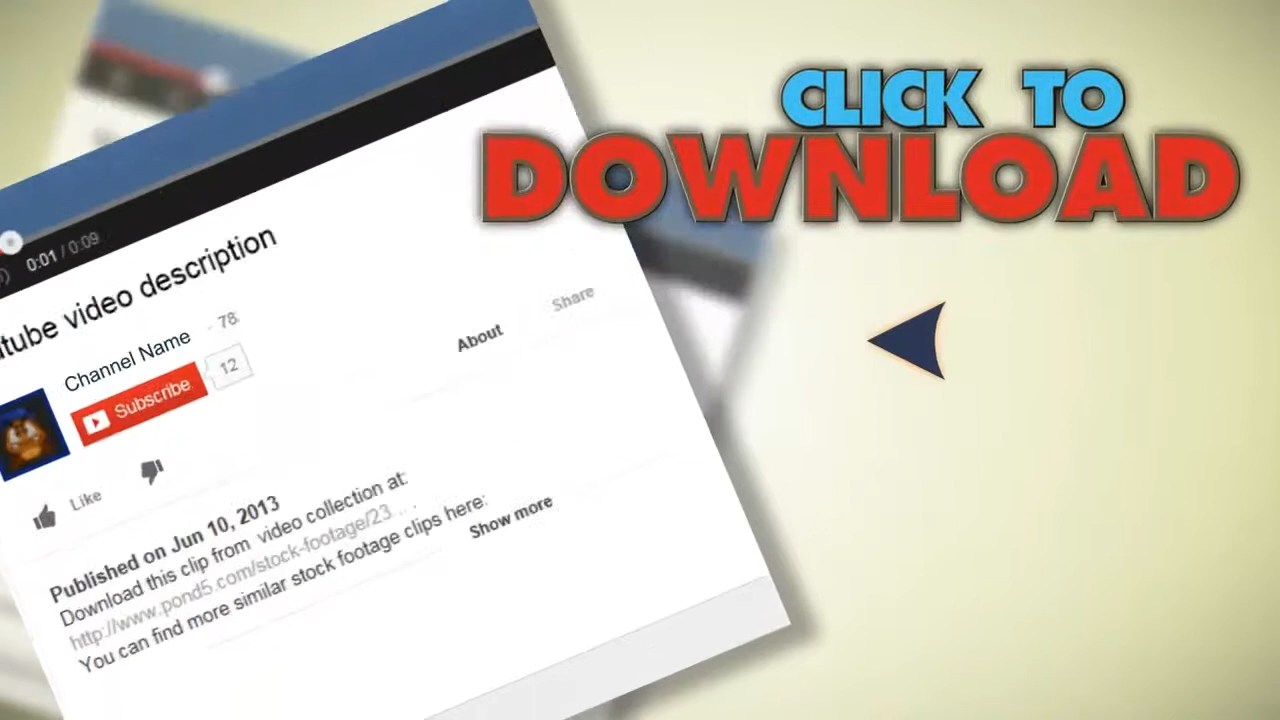 CLICK TO
DOWNLOAD
0:01 / 0:09
tube video description
Channel Name
78
Subscribe
12
About
Share
Like
Published on Jun 10, 2013
Download this clip from video collection at:
http://www.pond5.com/stock-footage/23...
You can find more similar stock footage clips here:
Show more